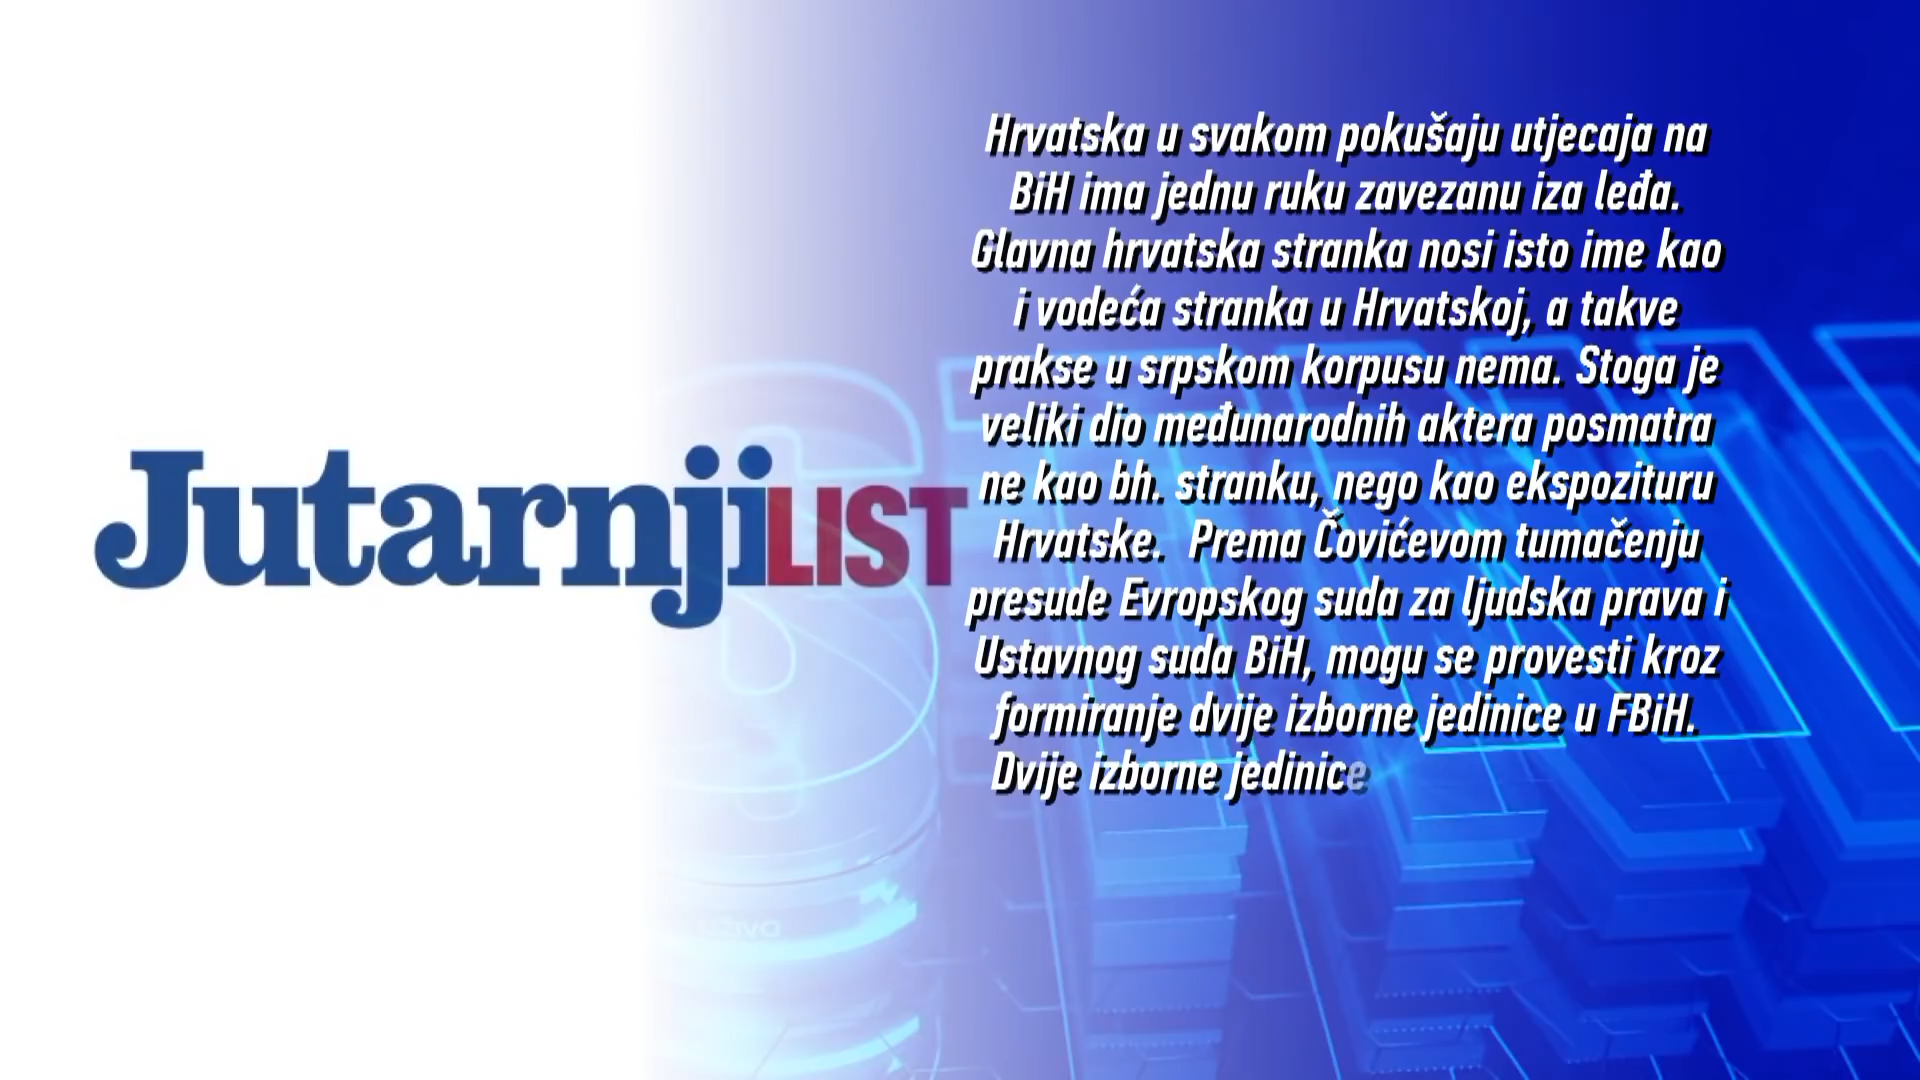 Jutarnji LIST
Hrvatska u svakom pokušaju utjecaja na
BiH ima jednu ruku zavezanu iza leđa.
Glavna hrvatska stranka nosi isto ime kao
i vodeća stranka u Hrvatskoj, a takve
prakse u srpskom korpusu nema. Stoga je
veliki dio međunarodnih aktera posmatra
ne kao bh. stranku, nego kao ekspozituru
Hrvatske. Prema Čovićevom tumačenju
presude Evropskog suda za ljudska prava i
Ustavnog suda BiH, mogu se provesti kroz
formiranje dvije izborne jedinice u FBiH.
Dvije izborne jedinice
UŽIVO